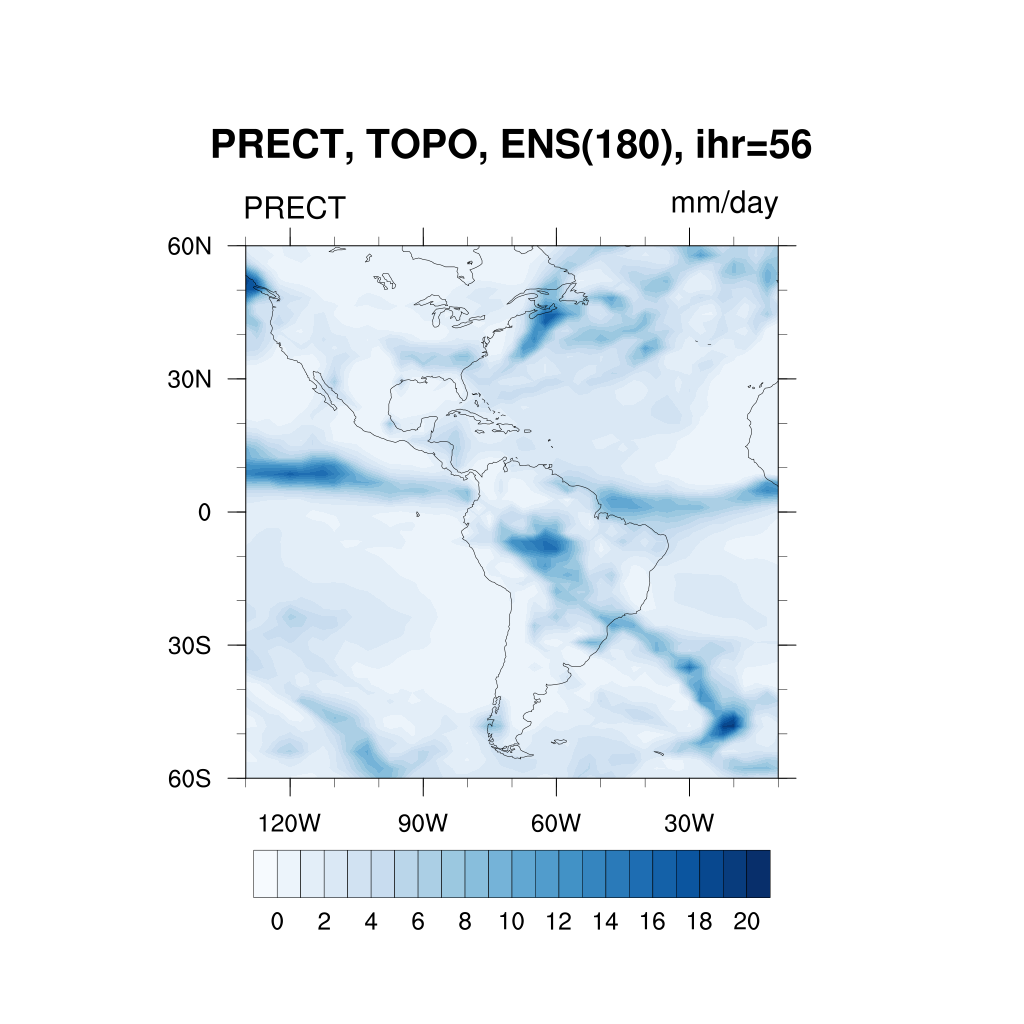 PRECT, TOPO, ENS(180), ihr=56
PRECT mm/day
60N
30N
0
30S
60S
120W 90W 60W 30W
0 2 4 6 8 10 12 14 16 18 20